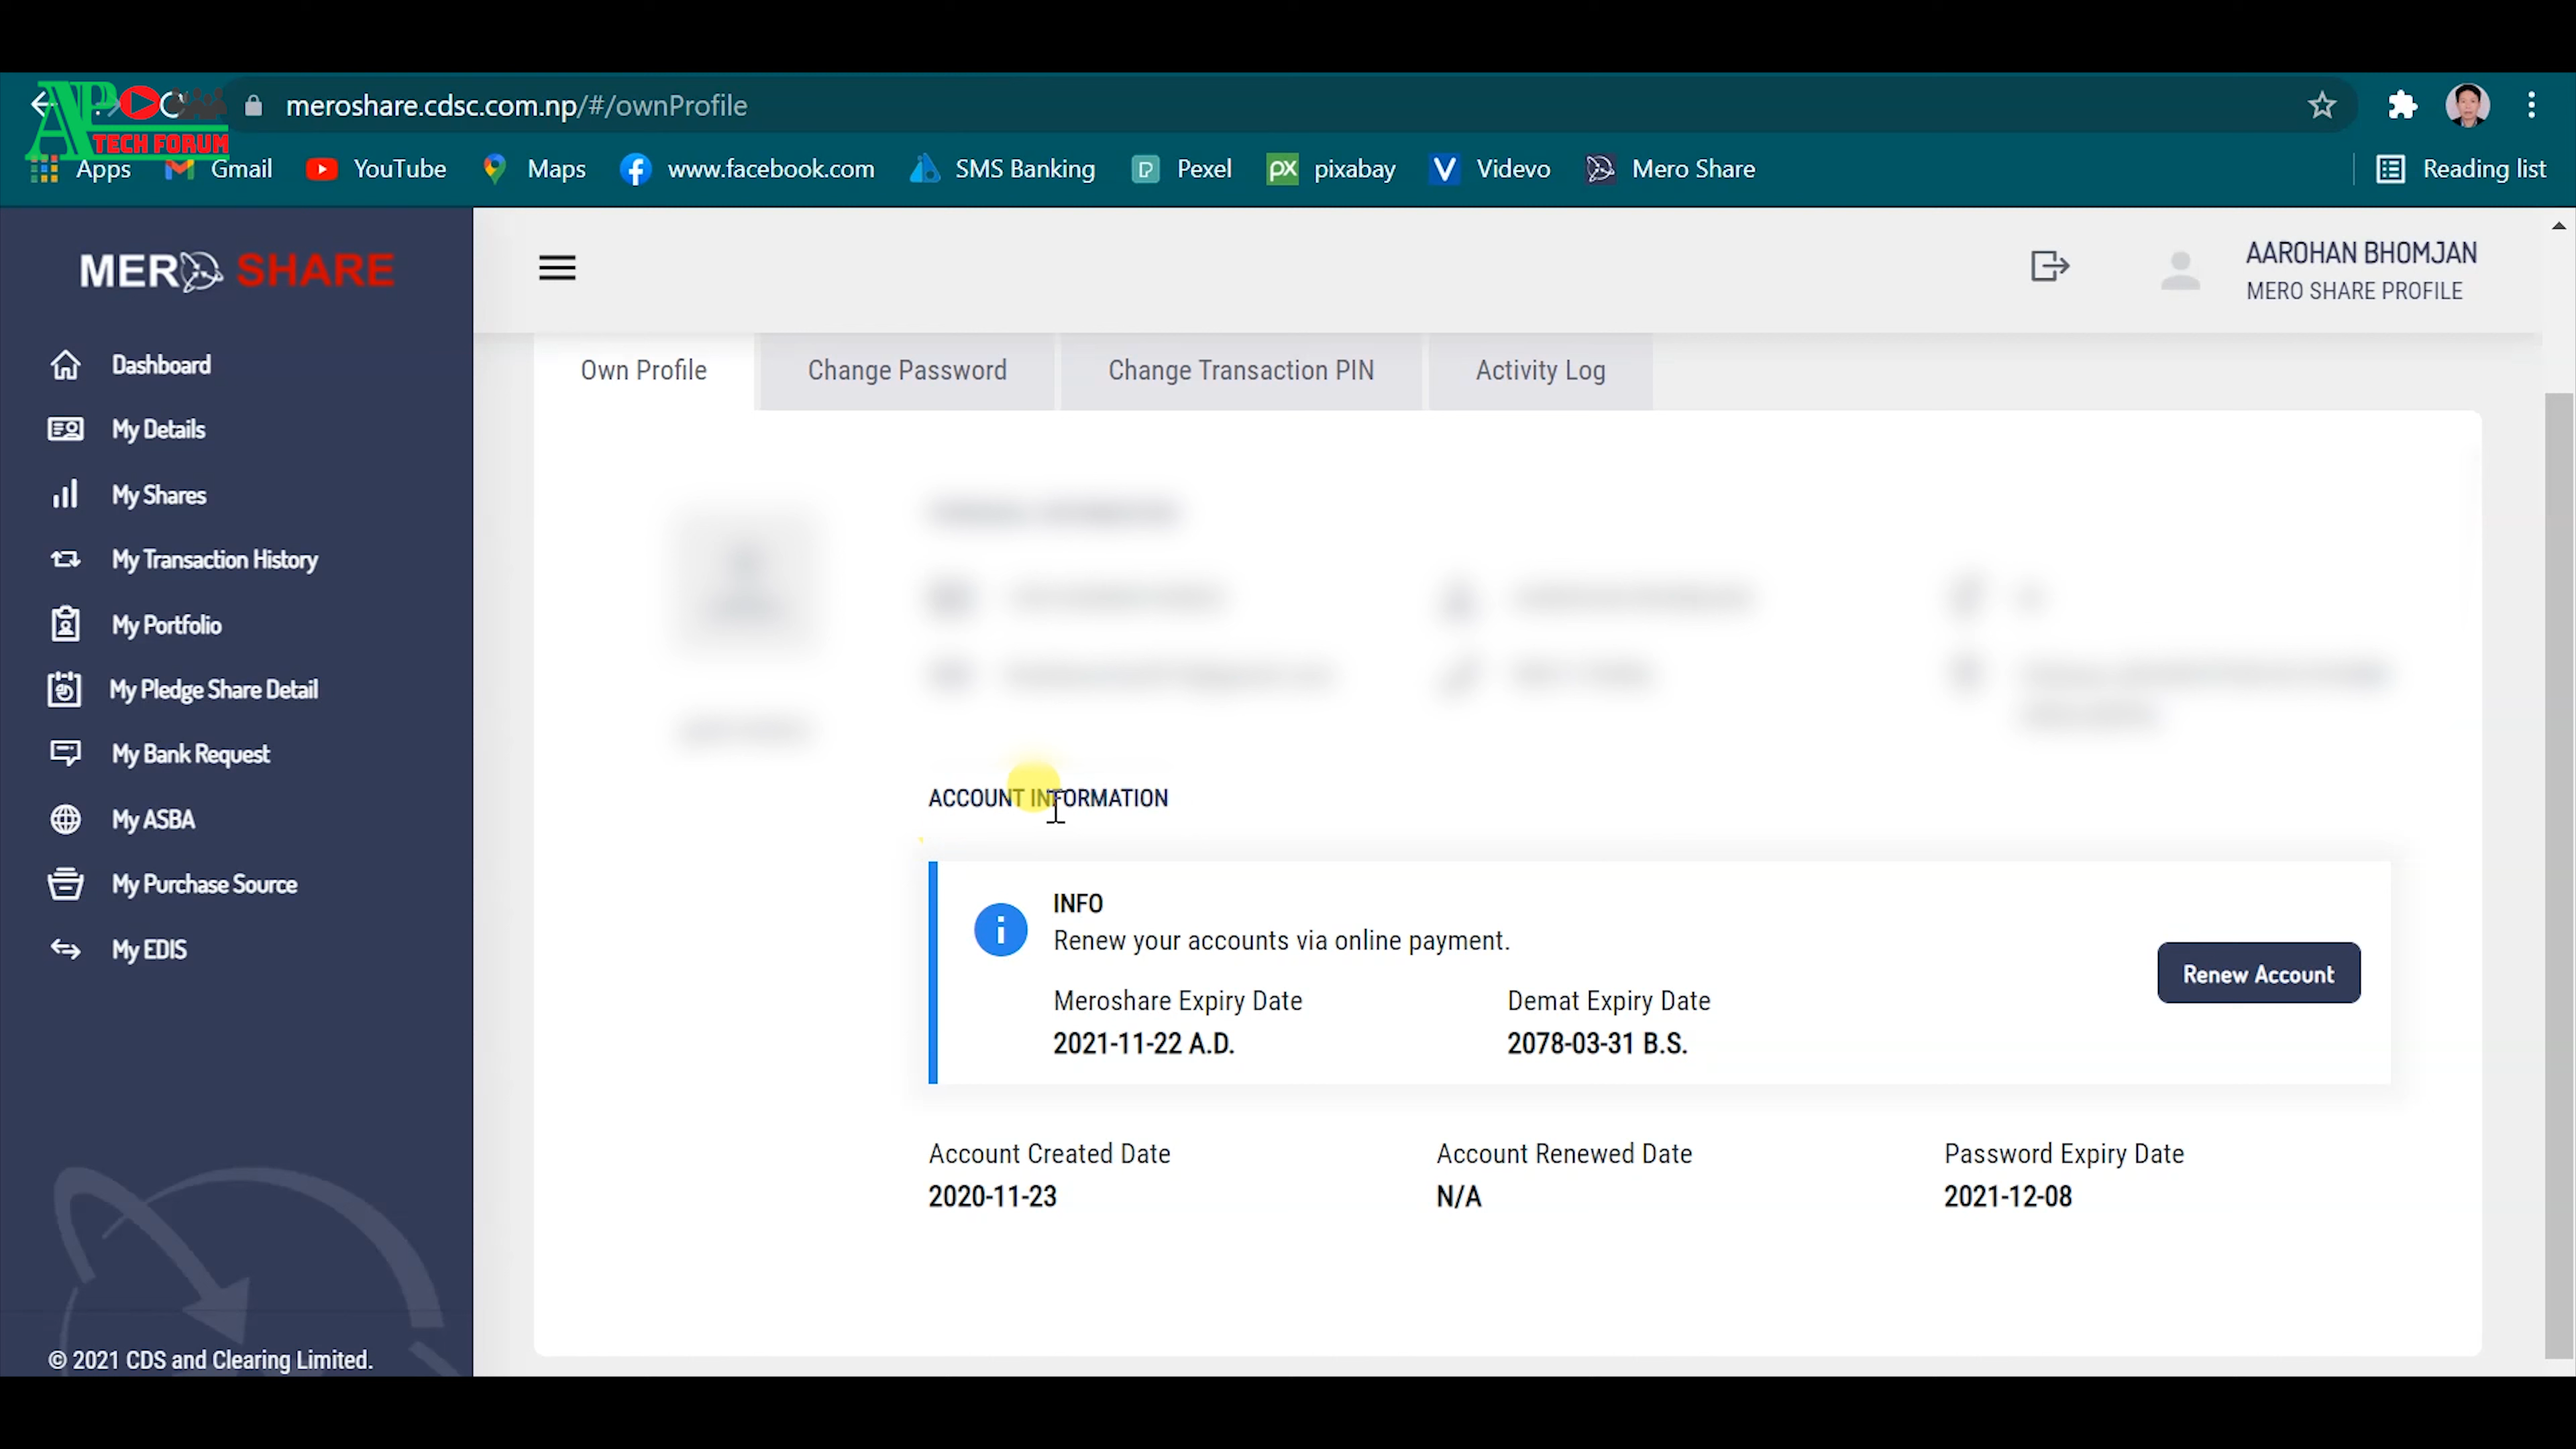 AP
TECH FORUM
meroshare.cdsc.com.np/#/ownProfile
Apps
Gmail
YouTube
Maps
www.facebook.com
SMS Banking
Pexel
px pixabay
Videvo
Mero Share
Reading list
MERO SHARE
AAROHAN BHOMJAN
MERO SHARE PROFILE
Dashboard
My Details
My Shares
My Transaction History
My Portfolio
My Pledge Share Detail
My Bank Request
My ASBA
My Purchase Source
My EDIS
© 2021 CDS and Clearing Limited.
Own Profile
Change Password
Change Transaction PIN
Activity Log
ACCOUNT INFORMATION
INFO
Renew your accounts via online payment.
Meroshare Expiry Date
2021-11-22 A.D.
Demat Expiry Date
2078-03-31 B.S.
Renew Account
Account Created Date
2020-11-23
Account Renewed Date
N/A
Password Expiry Date
2021-12-08